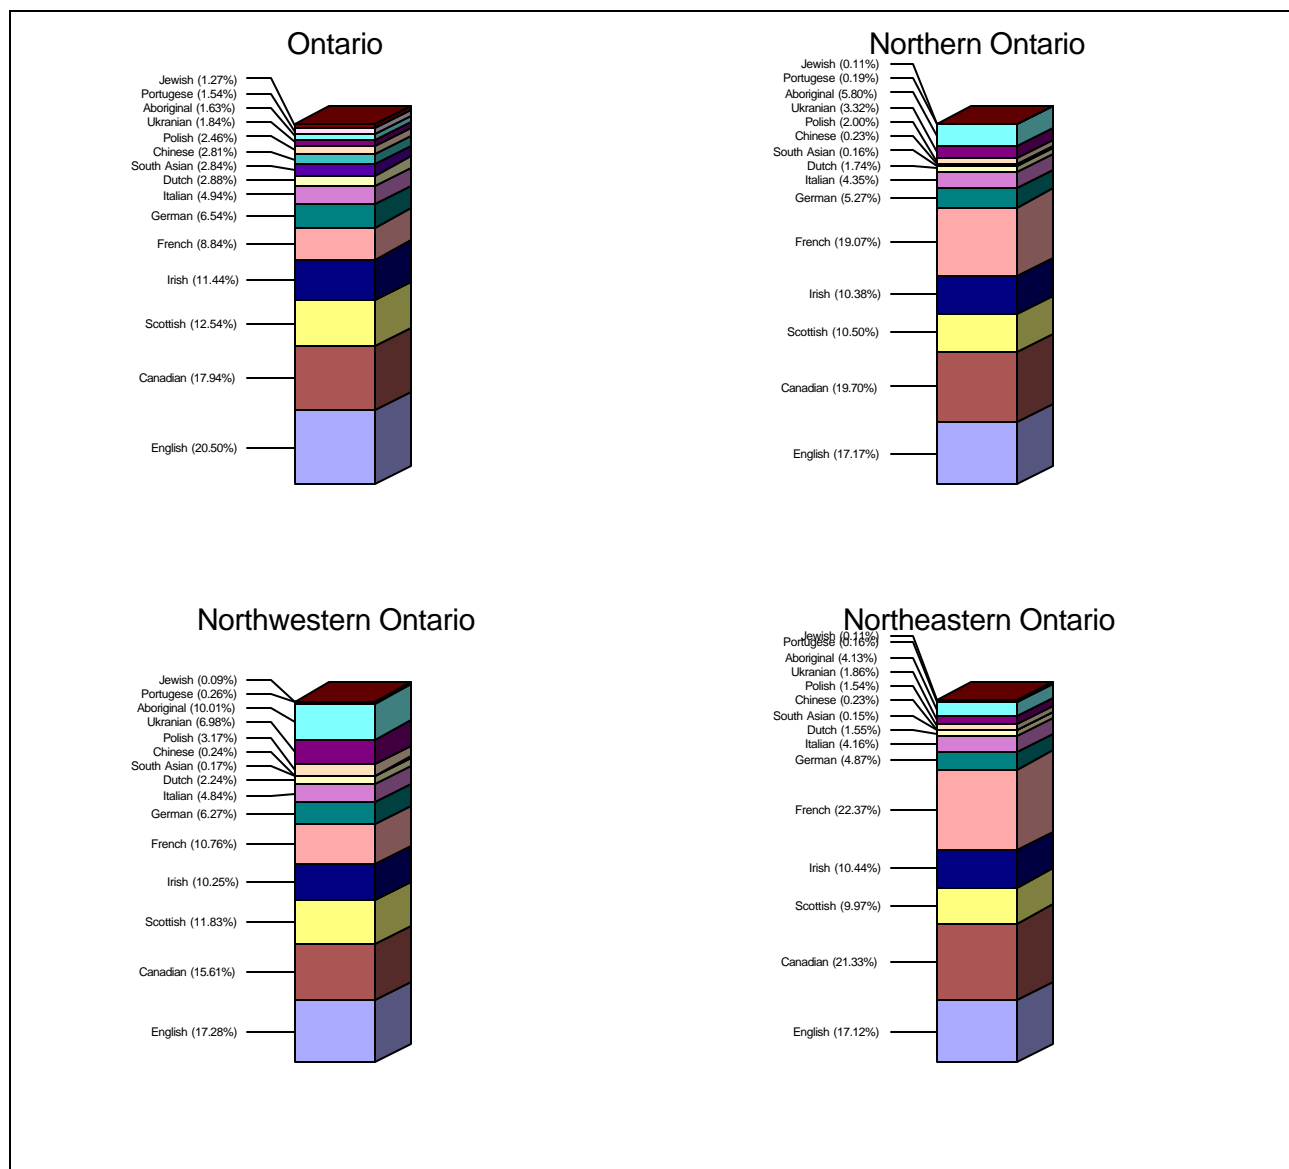 Ontario
Jewish (1.27%)
Portugese (1.54%)
Aboriginal (1.63%)
Ukranian (1.84%)
Polish (2.46%)
Chinese (2.81%)
South Asian (2.84%)
Dutch (2.88%)
Italian (4.94%)
German (6.54%)
French (8.84%)
Irish (11.44%)
Scottish (12.54%)
Canadian (17.94%)
English (20.50%)
Northern Ontario
Jewish (0.11%)
Portugese (0.19%)
Aboriginal (5.80%)
Ukranian (3.32%)
Polish (2.00%)
Chinese (0.23%)
South Asian (0.16%)
Dutch (1.74%)
Italian (4.35%)
German (5.27%)
French (19.07%)
Irish (10.38%)
Scottish (10.50%)
Canadian (19.70%)
English (17.17%)
Northwestern Ontario
Jewish (0.09%)
Portugese (0.26%)
Aboriginal (10.01%)
Ukranian (6.98%)
Polish (3.17%)
Chinese (0.24%)
South Asian (0.17%)
Dutch (2.24%)
Italian (4.84%)
German (6.27%)
French (10.76%)
Irish (10.25%)
Scottish (11.83%)
Canadian (15.61%)
English (17.28%)
Northeastern Ontario
Jewish (0.11%)
Portugese (0.16%)
Aboriginal (4.13%)
Ukranian (1.86%)
Polish (1.54%)
Chinese (0.23%)
South Asian (0.15%)
Dutch (1.55%)
Italian (4.16%)
German (4.87%)
French (22.37%)
Irish (10.44%)
Scottish (9.97%)
Canadian (21.33%)
English (17.12%)